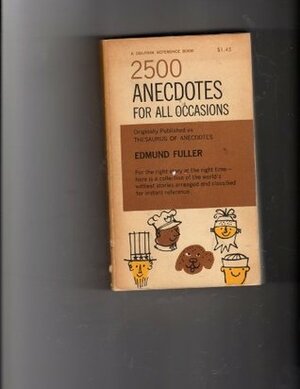 A DOLPHIN REFERENCE BOOK $1.45
2500
ANECDOTES
FOR ALL OCCASIONS
Originally Published as
THESAURUS OF ANECDOTES
EDMUND FULLER
For the right story at the right time—
here is a collection of the world's
wittiest stories arranged and classified
for instant reference.